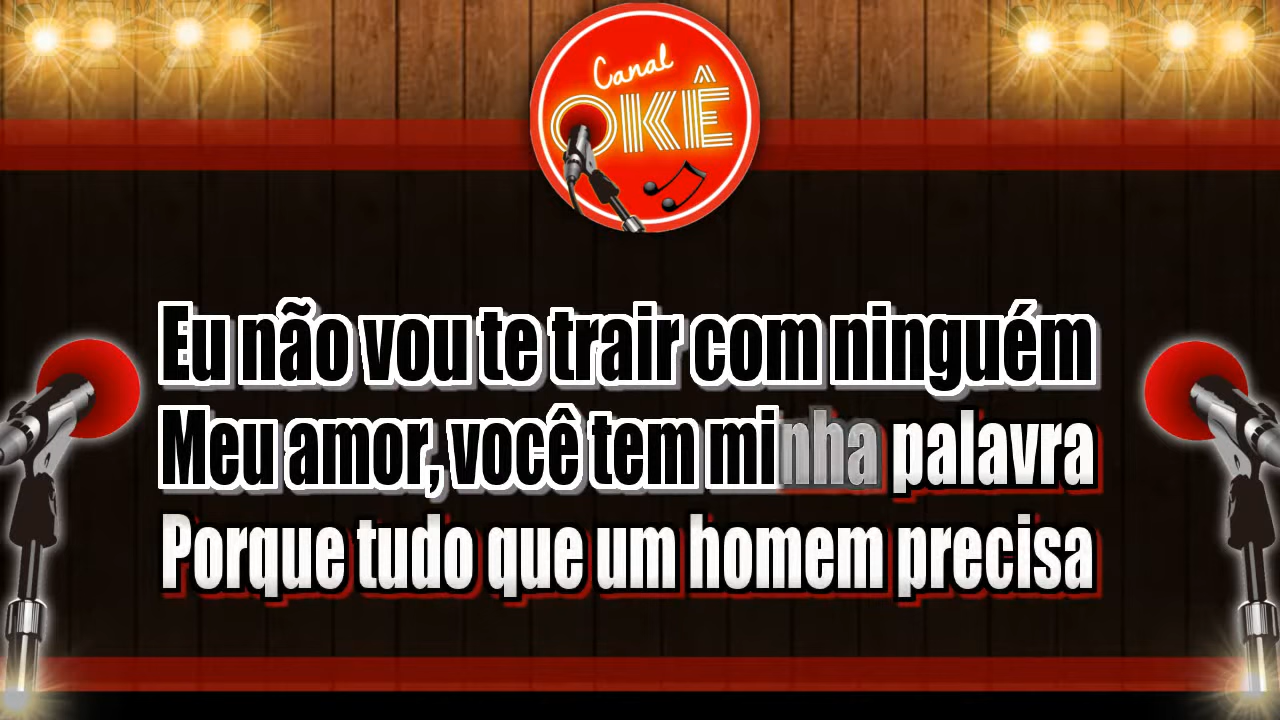 Canal
OKÊ
Eu não vou te trair com ninguém
Meu amor, você tem minha palavra
Porque tudo que um homem precisa